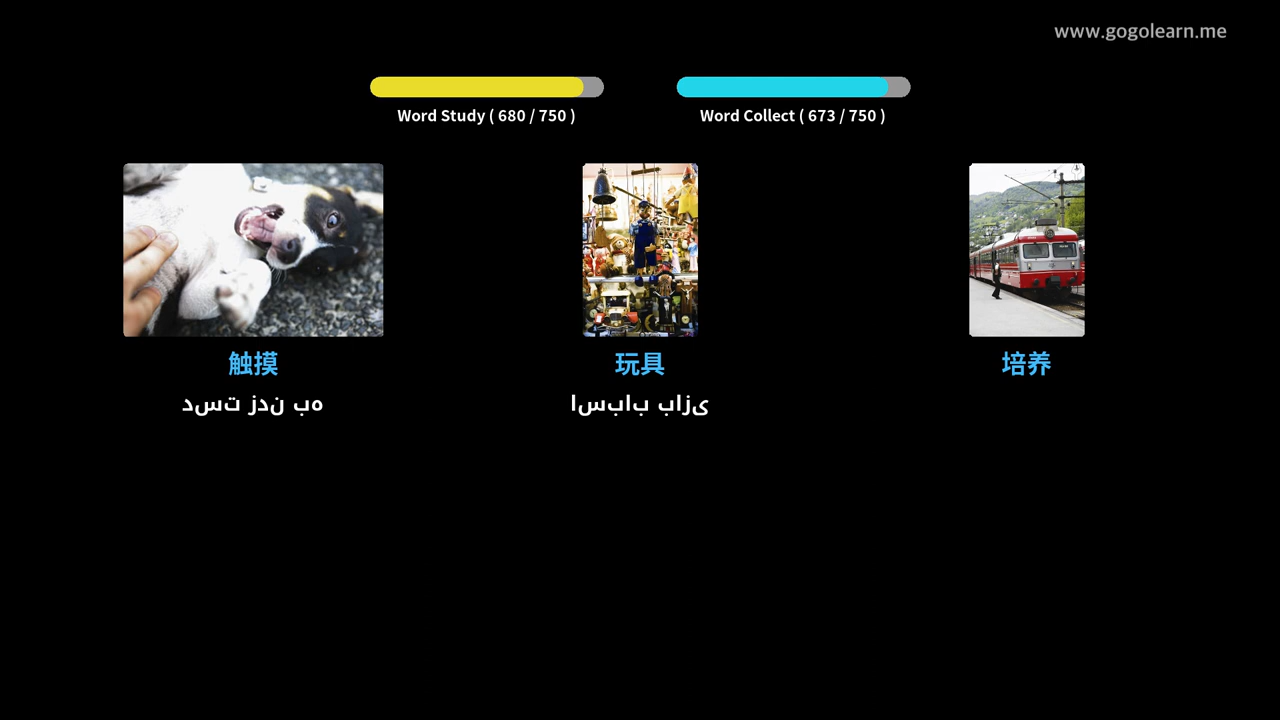 www.gogolearn.me
Word Study ( 680 / 750 )
Word Collect ( 673 / 750 )
触摸
玩具
培养
دست زدن به
اسباب بازی